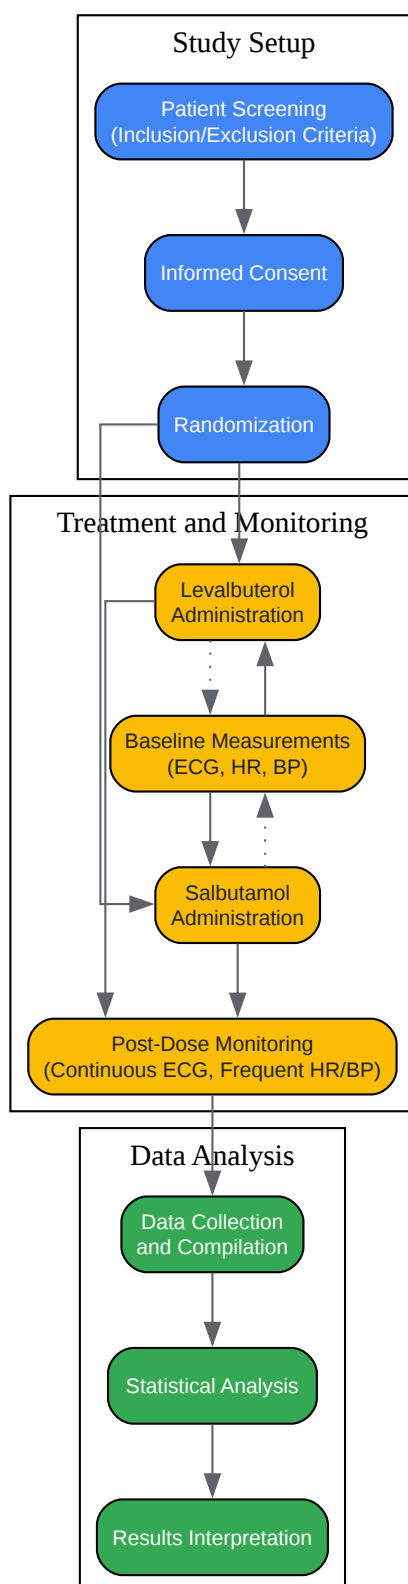 Study Setup
Patient Screening
(Inclusion/Exclusion Criteria)
Informed Consent
Randomization
Treatment and Monitoring
Levalbuterol
Administration
Baseline Measurements
(ECG, HR, BP)
Salbutamol
Administration
Post-Dose Monitoring
(Continuous ECG, Frequent HR/BP)
Data Analysis
Data Collection
and Compilation
Statistical Analysis
Results Interpretation